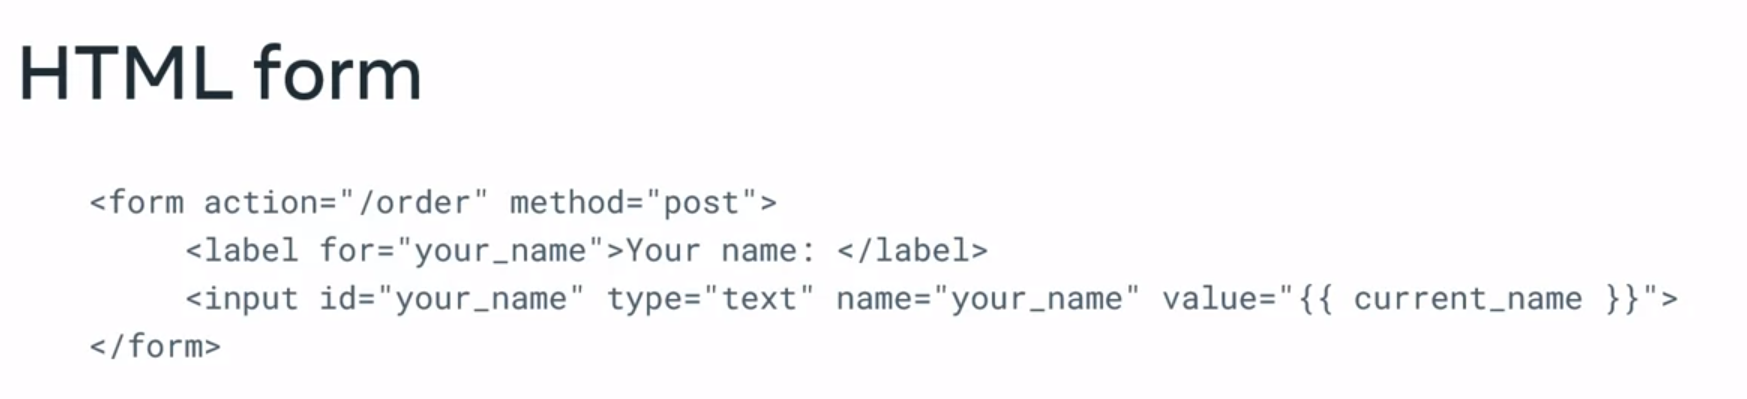 HTML form
<form action="/order" method="post">
<label for="your_name">Your name: </label>
<input id="your_name" type="text" name="your_name" value="{{ current_name }}">
</form>